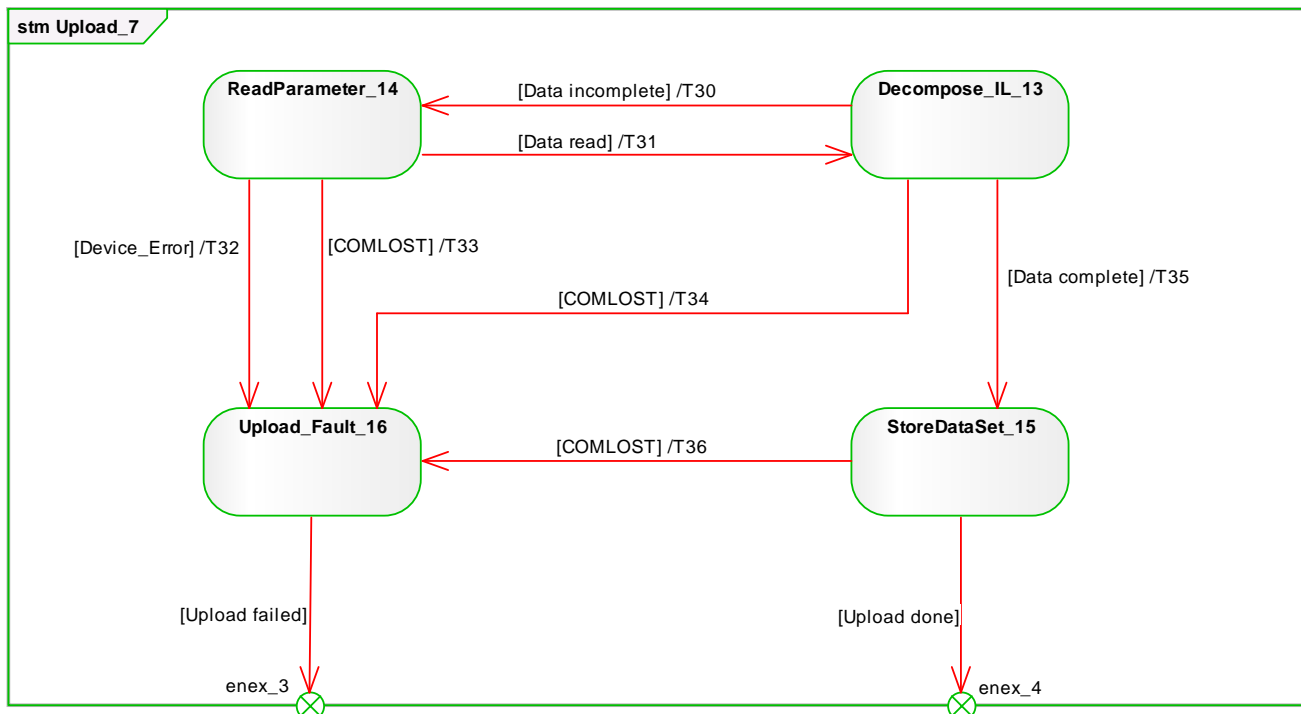 stm Upload_7
ReadParameter_14
Decompose_IL_13
[Data incomplete] /T30
[Data read] /T31
[Device_Error] /T32
[COMLOST] /T33
[COMLOST] /T34
[Data complete] /T35
Upload_Fault_16
StoreDataSet_15
[COMLOST] /T36
[Upload failed]
[Upload done]
enex_3
enex_4